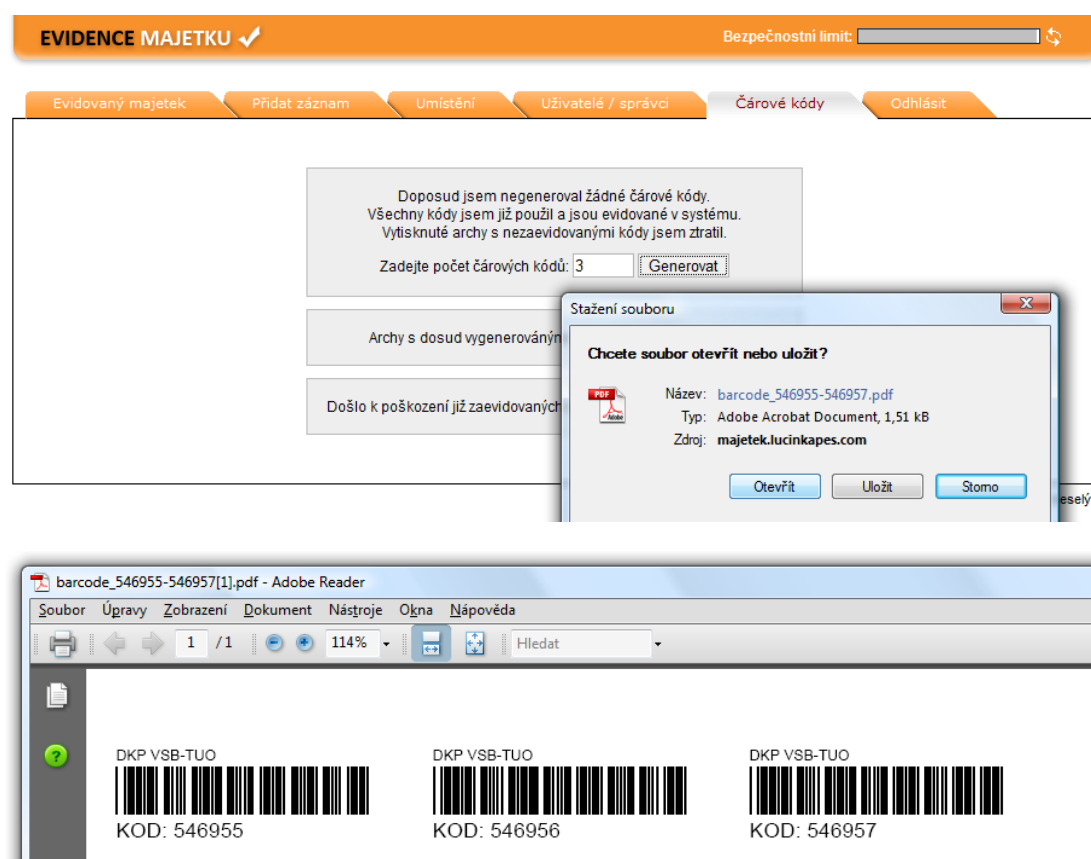 EVIDENCE MAJETKU
Bezpečnostní limit:
Evidovaný majetek Přidat záznam Umístění Uživatelé / správci Čárové kódy Odhlásit
Doposud jsem negeneroval žádné čárové kódy.
Všechny kódy jsem již použil a jsou evidované v systému.
Vytisknuté archy s nezaevidovanými kódy jsem ztratil.
Zadejte počet čárových kódů: 3 Generovat
Stažení souboru
Archy s dosud vygenerovaným
Chcete soubor otevřít nebo uložit?
PDF
Adobe
Název: barcode_546955-546957.pdf
Typ: Adobe Acrobat Document, 1,51 kB
Zdroj: majetek.lucinkapes.com
Došlo k poškození již zaevidovaných
Otevřít Uložit Storno
eselý
barcode_546955-546957[1].pdf - Adobe Reader
Soubor Úpravy Zobrazení Dokument Nástroje Okna Nápověda
1 / 1 114% Hledat
DKP VSB-TUO DKP VSB-TUO DKP VSB-TUO
KOD: 546955 KOD: 546956 KOD: 546957